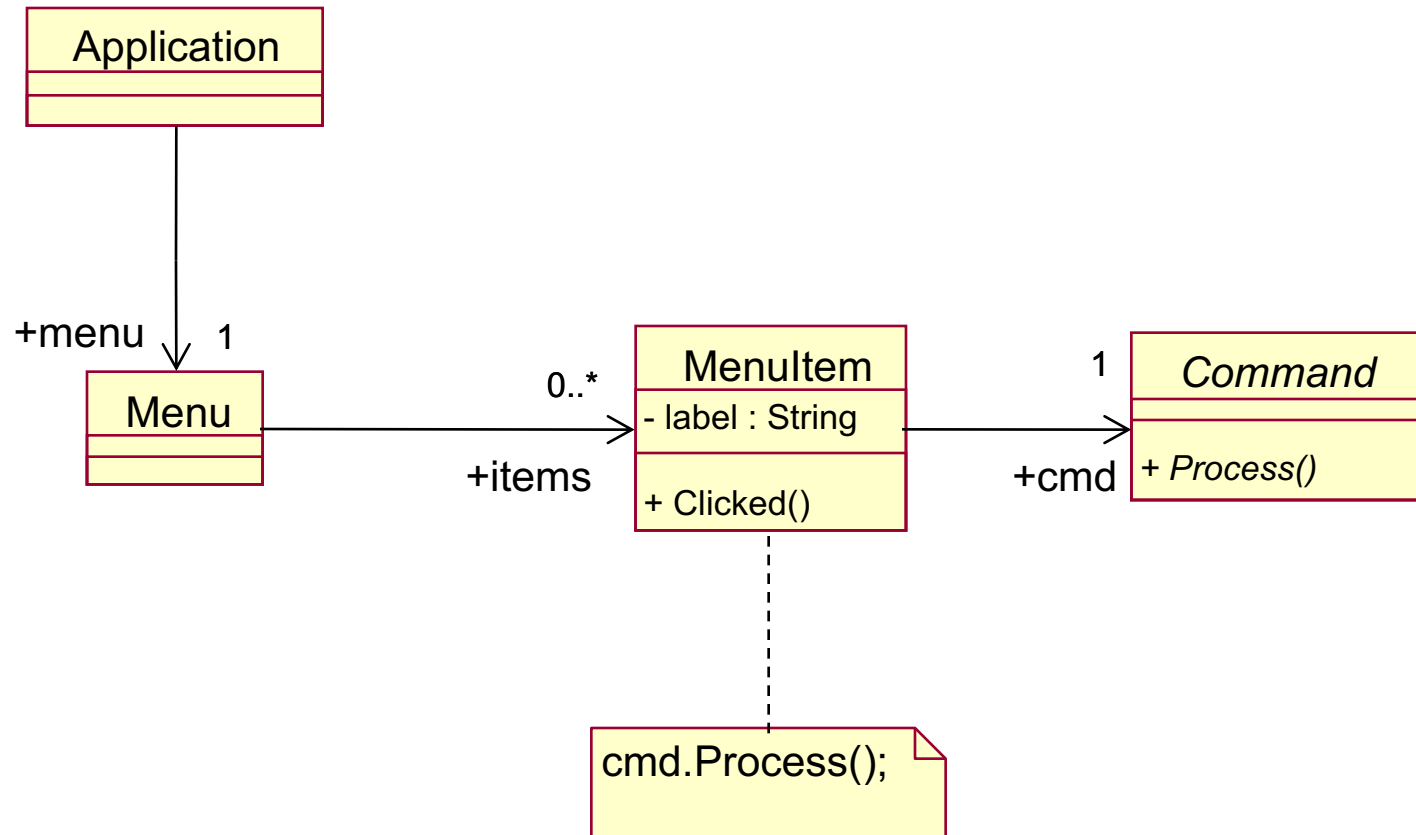 Application
+menu
1
Menu
0..*
+items
MenuItem
- label : String
+ Clicked()
1
+cmd
Command
+ Process()
cmd.Process();